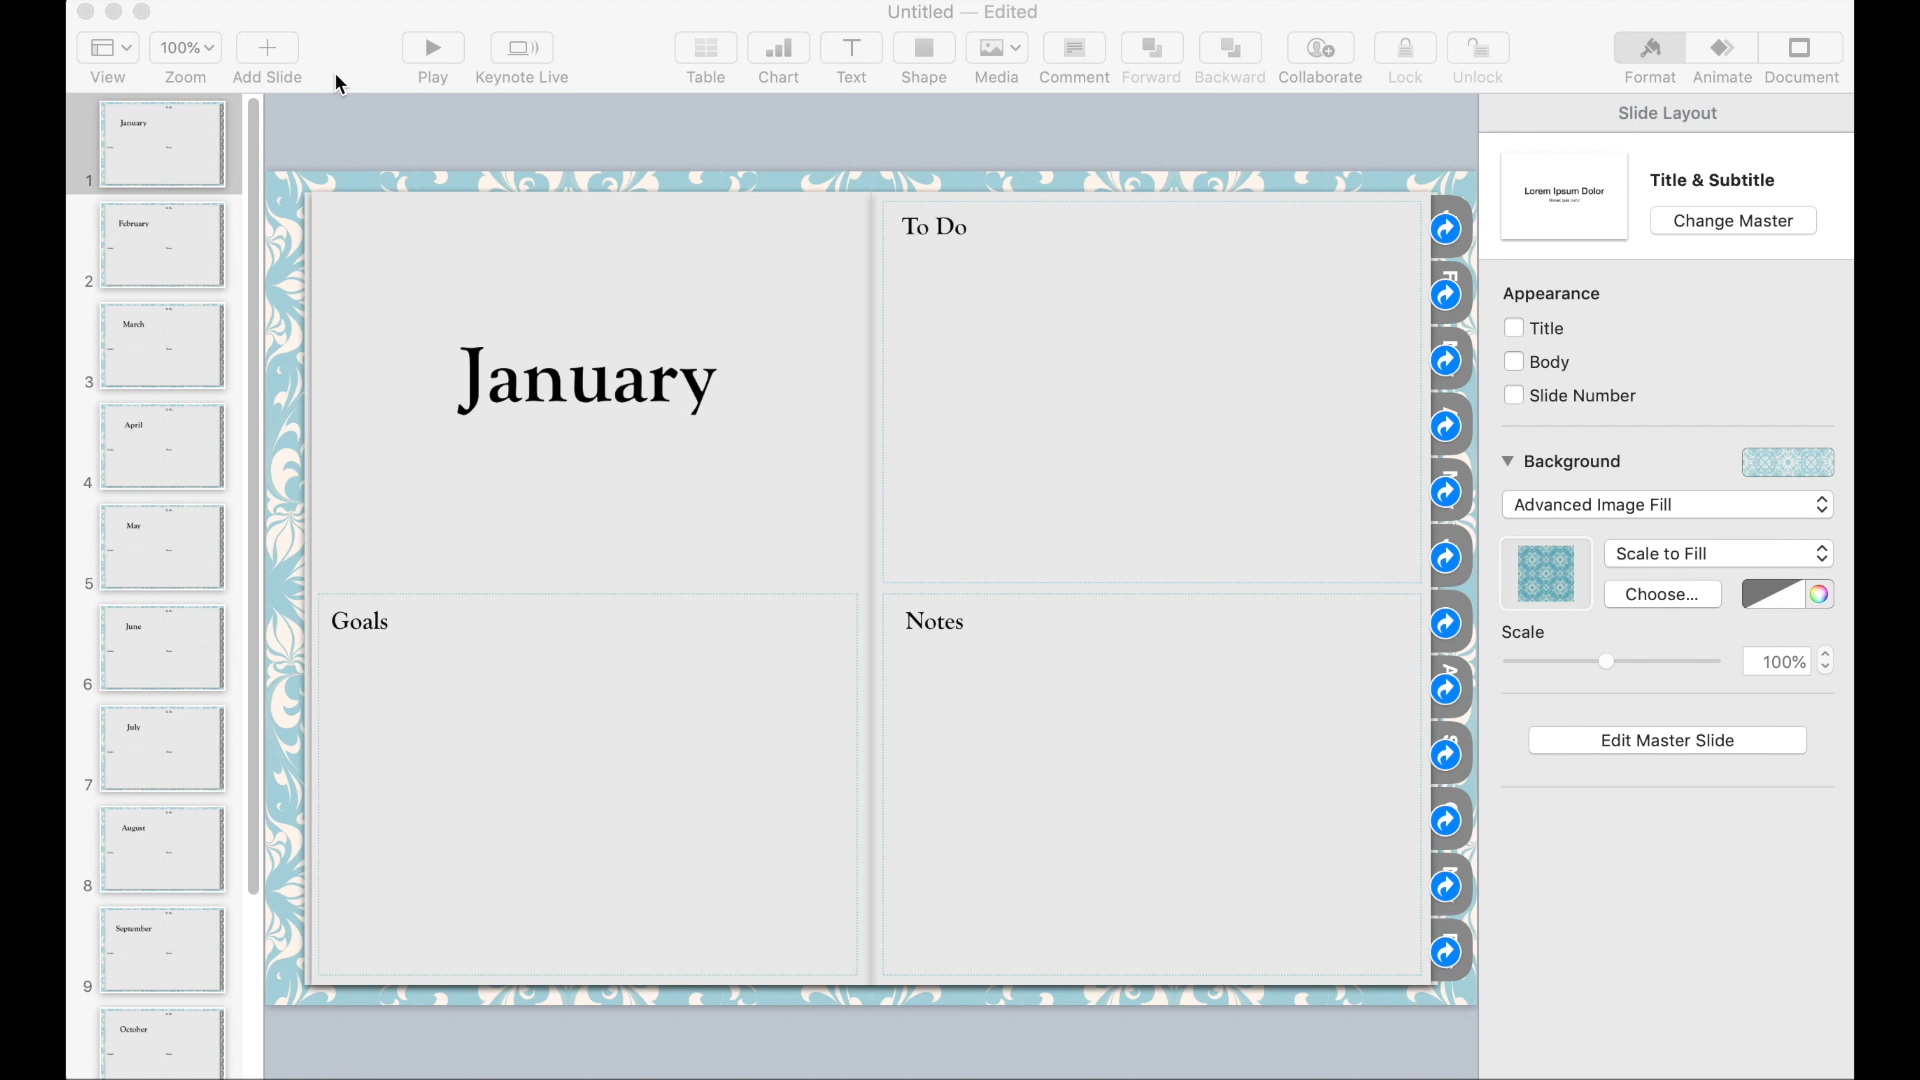 Untitled — Edited
View
100%
Zoom
Add Slide
Play
Keynote Live
Table
Chart
Text
Shape
Media
Comment
Forward
Backward
Collaborate
Lock
Unlock
Format
Animate
Document
January
1
February
2
March
3
April
4
May
5
June
6
July
7
August
8
September
9
October
January
To Do
Goals
Notes
Slide Layout
Lorem Ipsum Dolor
Title & Subtitle
Change Master
Appearance
Title
Body
Slide Number
Background
Advanced Image Fill
Scale to Fill
Choose...
Scale
100%
Edit Master Slide